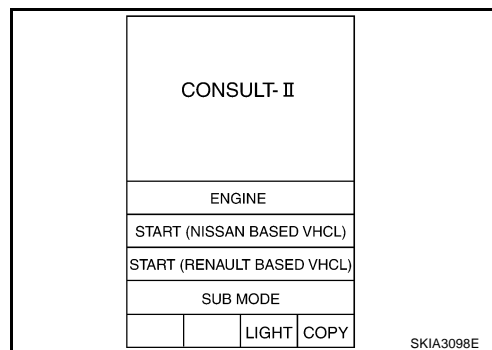 CONSULT-II
ENGINE
START (NISSAN BASED VHCL)
START (RENAULT BASED VHCL)
SUB MODE
LIGHT COPY
SKIA3098E